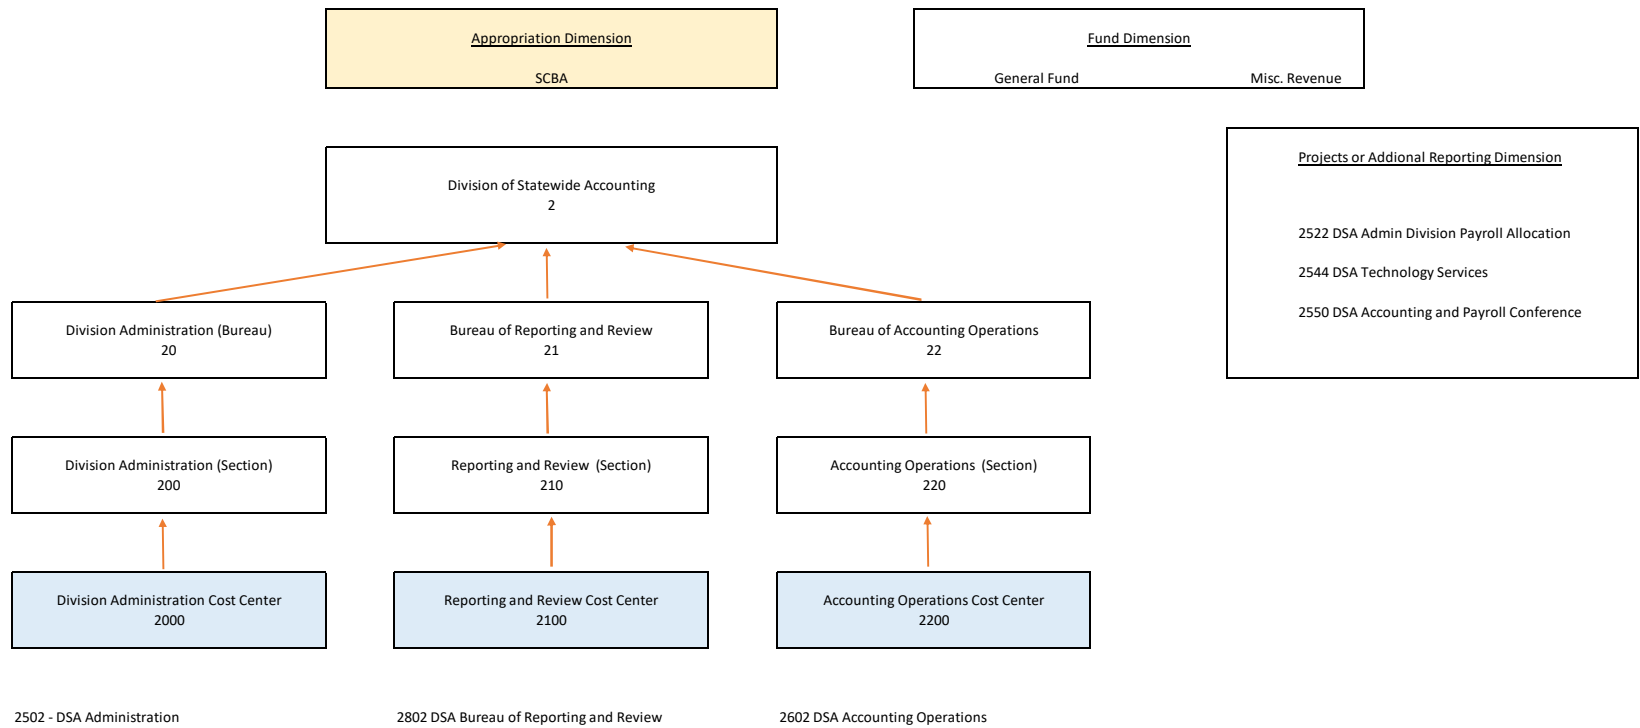 Appropriation Dimension
SCBA
Fund Dimension
General Fund Misc. Revenue
Projects or Addional Reporting Dimension
2522 DSA Admin Division Payroll Allocation
2544 DSA Technology Services
2550 DSA Accounting and Payroll Conference
Division of Statewide Accounting
2
Division Administration (Bureau)
20
Bureau of Reporting and Review
21
Bureau of Accounting Operations
22
Division Administration (Section)
200
Reporting and Review (Section)
210
Accounting Operations (Section)
220
Division Administration Cost Center
2000
Reporting and Review Cost Center
2100
Accounting Operations Cost Center
2200
2502 - DSA Administration
2802 DSA Bureau of Reporting and Review
2602 DSA Accounting Operations